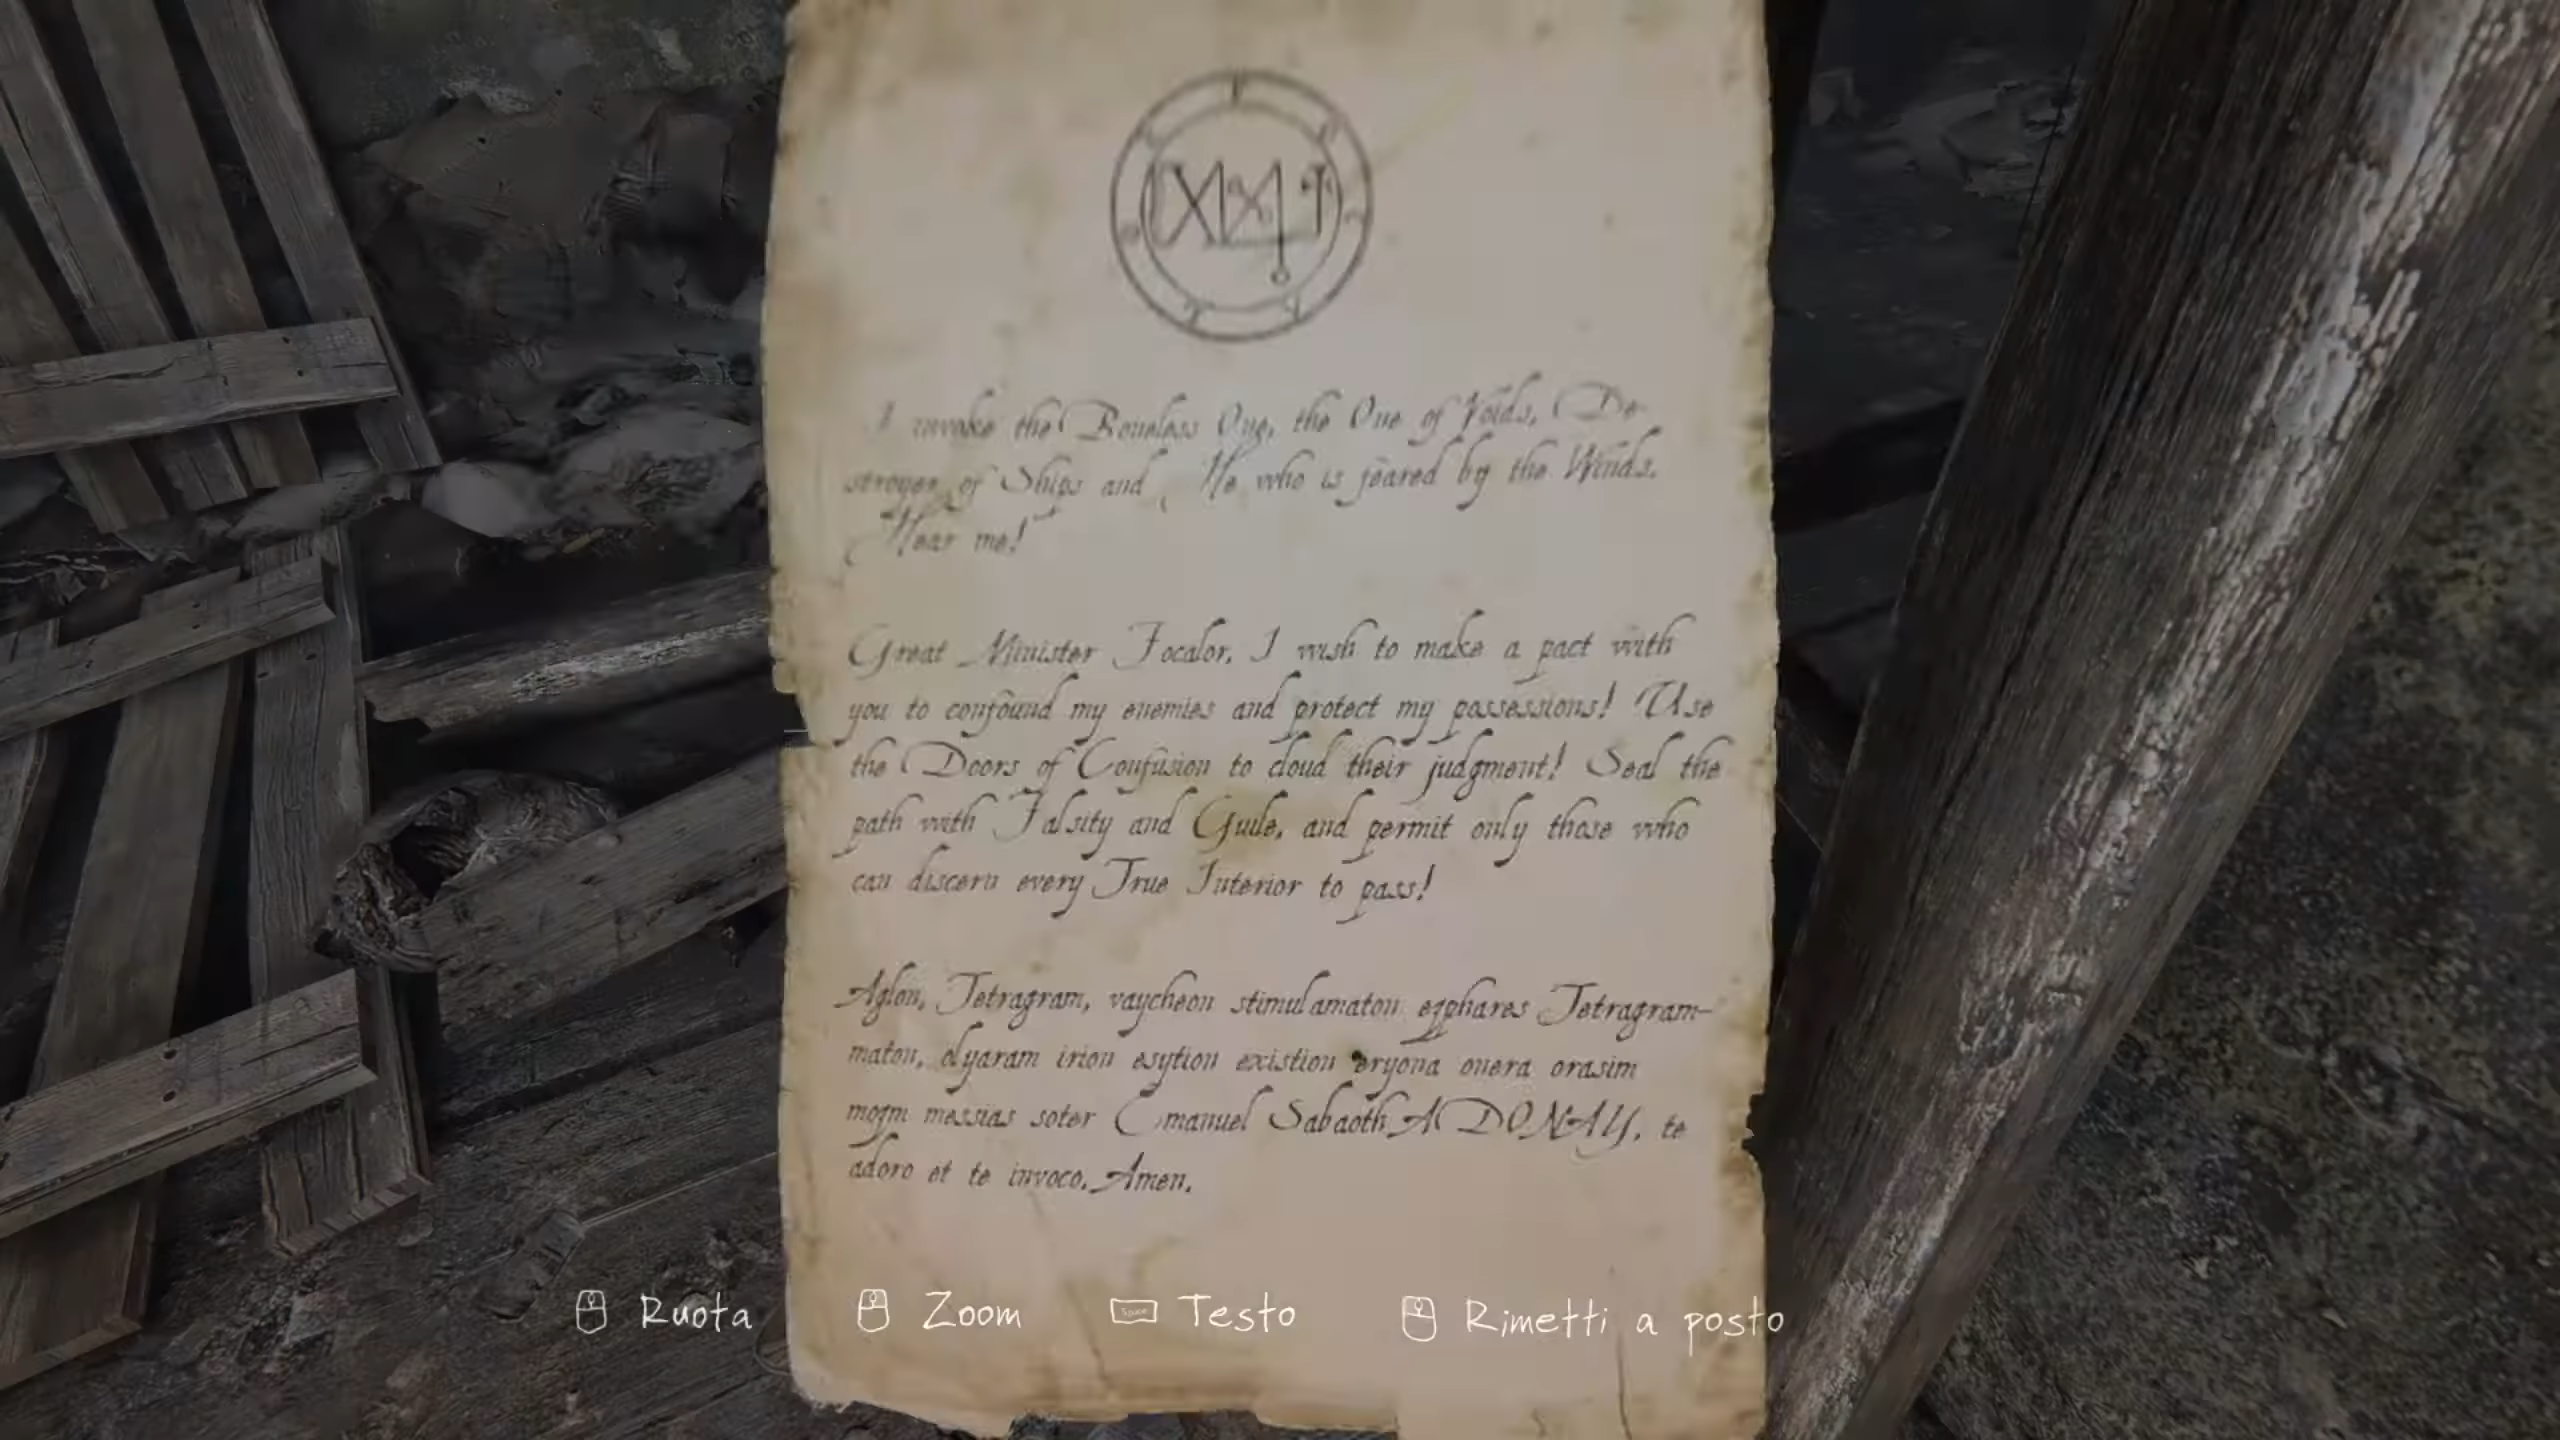 I invoke the Boneless One, the One of Voids, De-
stroyer of Ships and He who is feared by the Winds.
Hear me!
Great Minister Focalor, I wish to make a pact with
you to confound my enemies and protect my possessions! Use
the Doors of Confusion to cloud their judgment! Seal the
path with Falsity and Guile, and permit only those who
can discern every True Interior to pass!
Aglon, Tetragram, vaycheon stimulamaton ezphares Tetragram-
maton, olyaram irion esytion existion eryona onera orasim
mozm messias soter Emanuel Sabaoth ADONAY, te
adoro et te invoco. Amen.
Ruota Zoom Testo Rimetti a posto